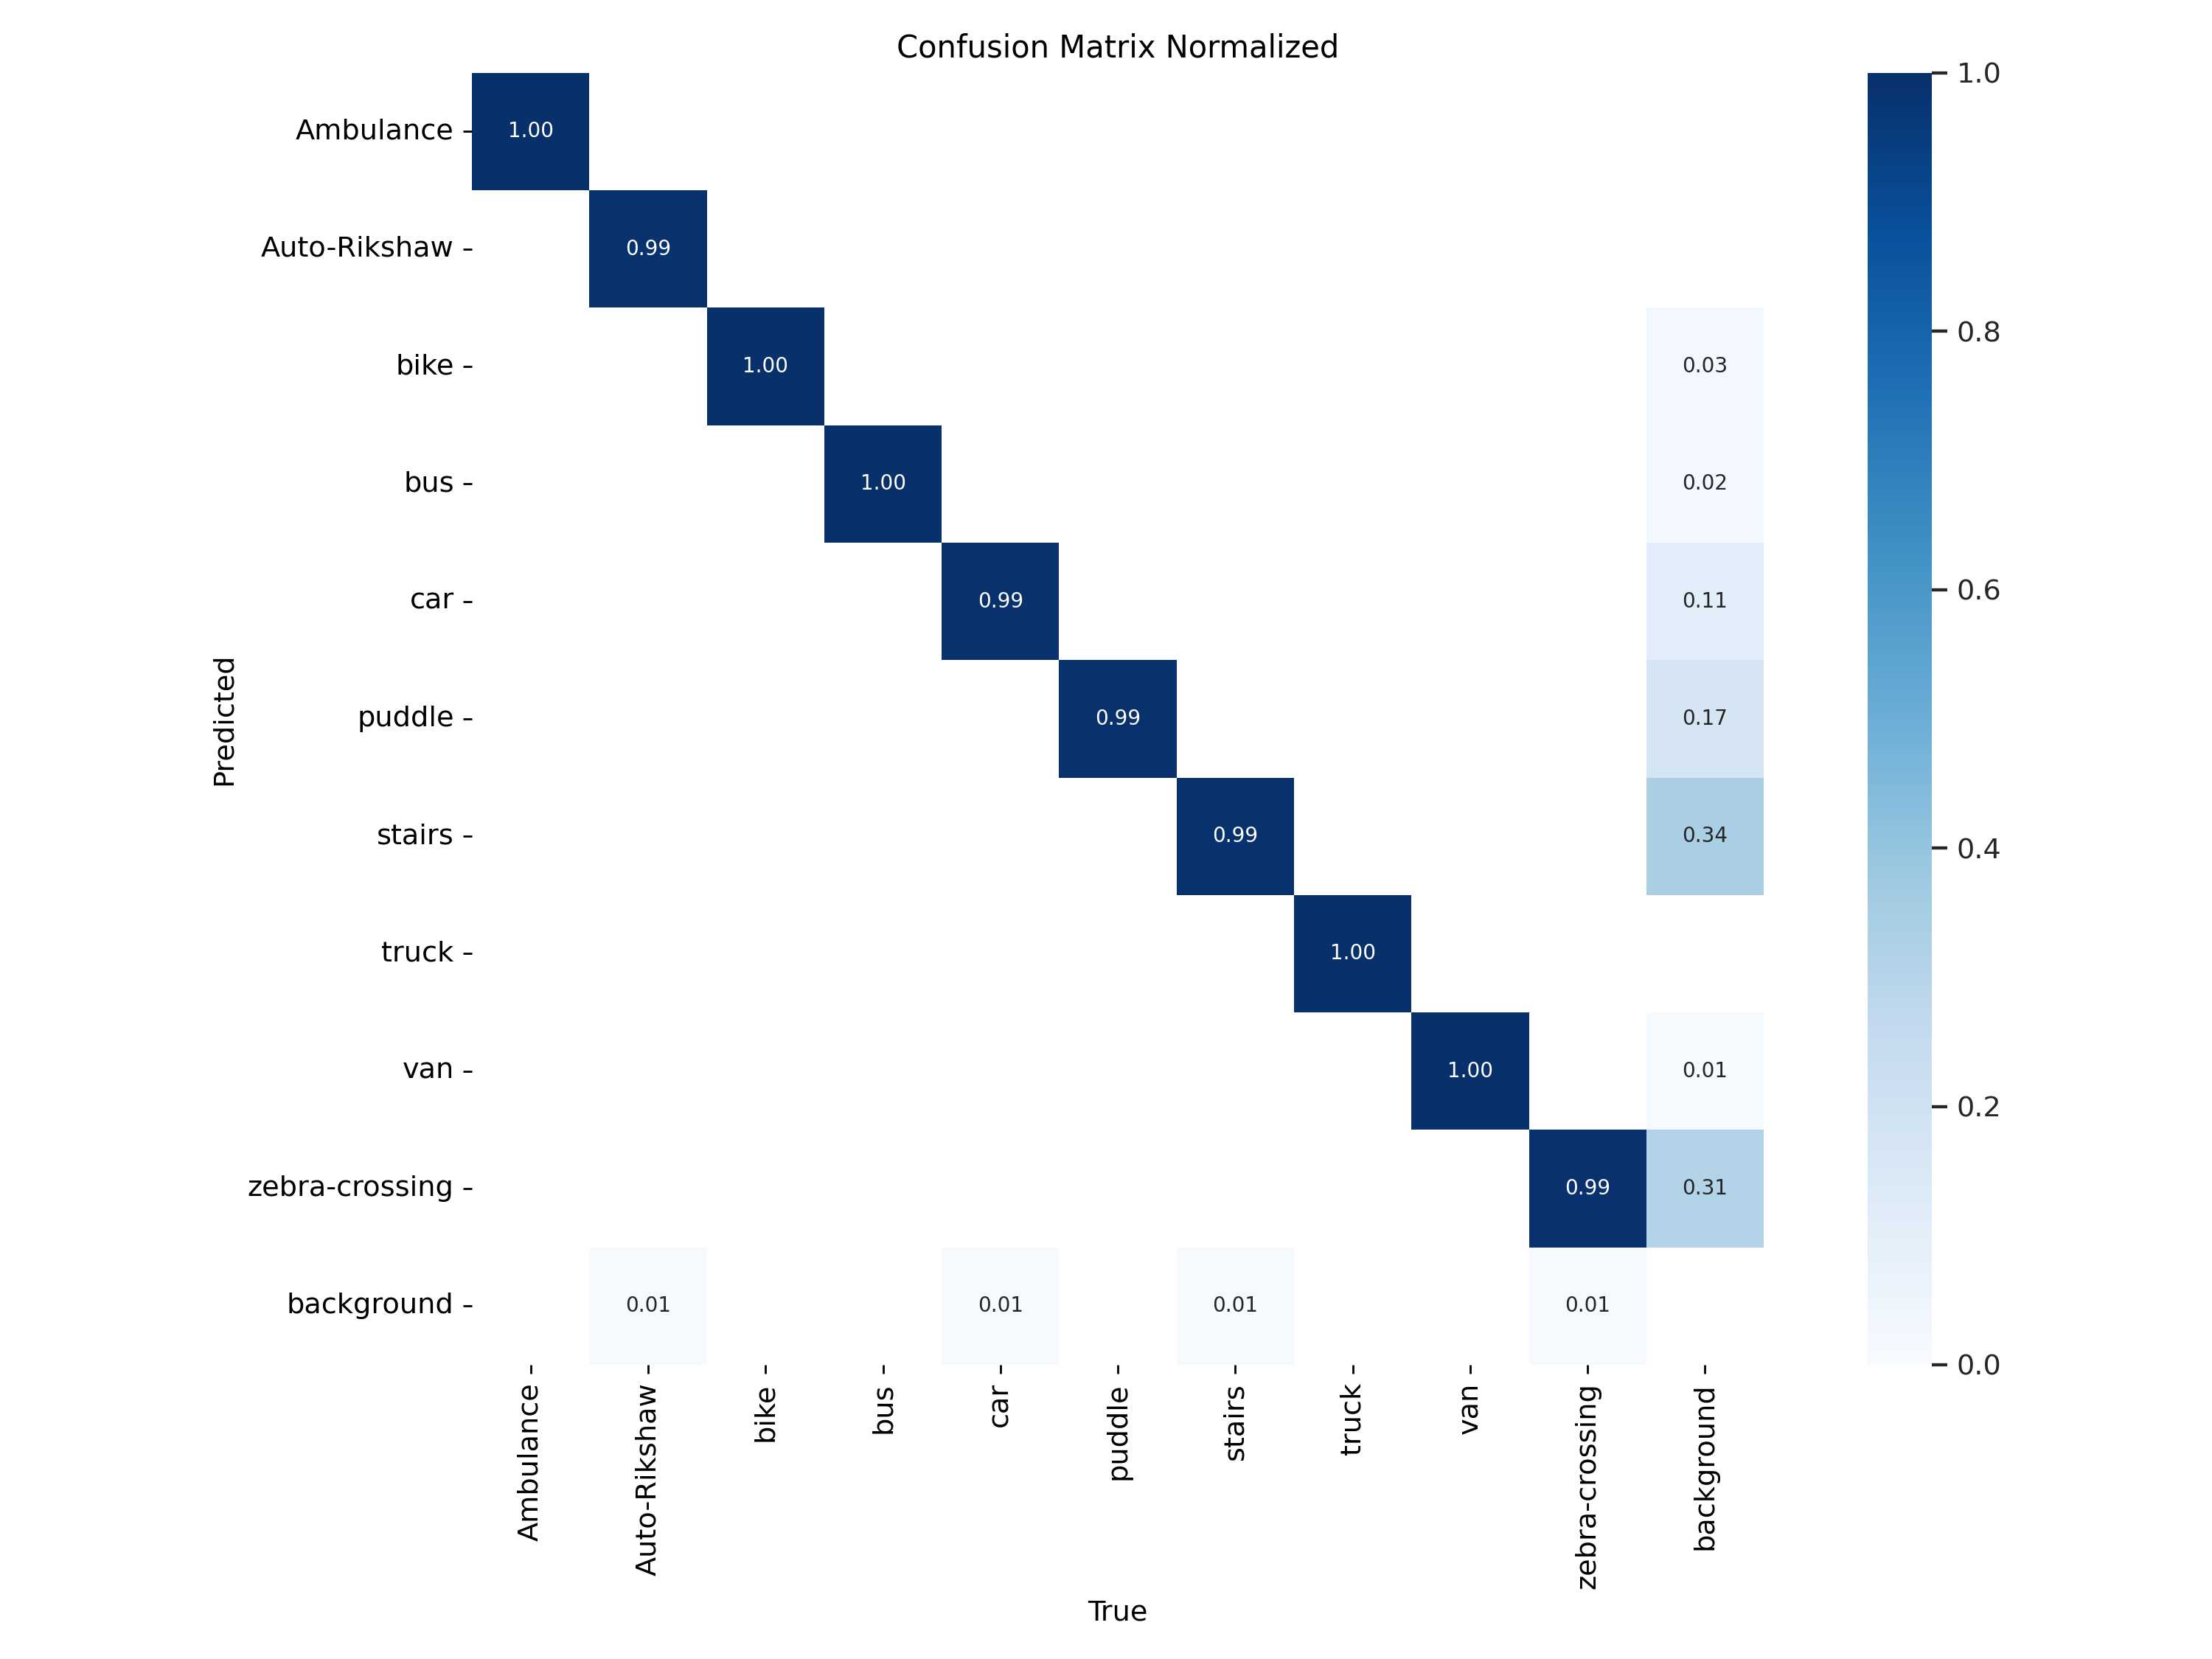 Confusion Matrix Normalized
Ambulance
1.00
Auto-Rikshaw
0.99
bike
1.00
0.03
bus
1.00
0.02
car
0.99
0.11
puddle
0.99
0.17
stairs
0.99
0.34
truck
1.00
van
1.00
0.01
zebra-crossing
0.99
0.31
background
0.01
0.01
0.01
0.01
Predicted
Ambulance
Auto-Rikshaw
bike
bus
car
puddle
stairs
truck
van
zebra-crossing
background
True
1.0
0.8
0.6
0.4
0.2
0.0